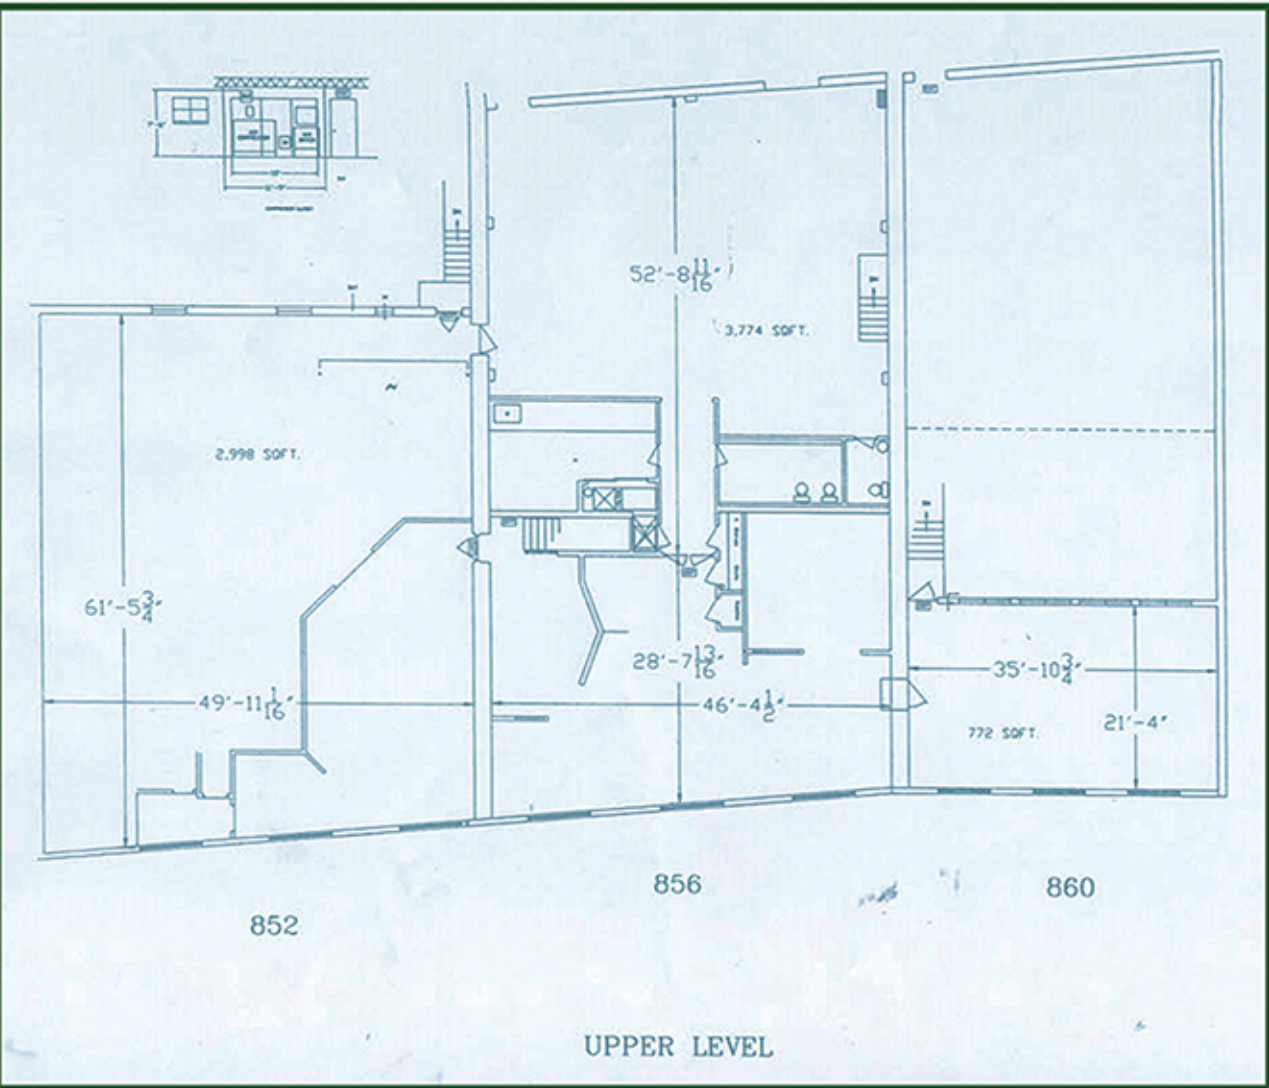 52'-8 11/16"
3,774 SQFT.
2,998 SQFT.
61'-5 3/4"
28'-7 13/16"
35'-10 3/4"
49'-11 1/16"
46'-4 1/2"
21'-4"
772 SQFT.
856
860
852
UPPER LEVEL